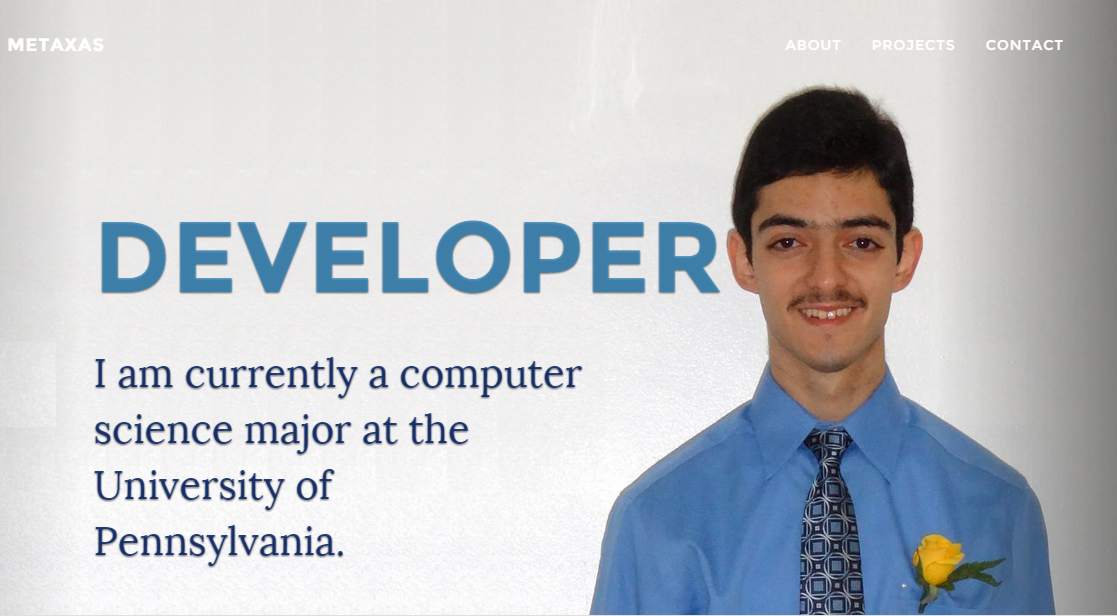 METAXAS
ABOUT PROJECTS CONTACT
DEVELOPER
I am currently a computer
science major at the
University of
Pennsylvania.